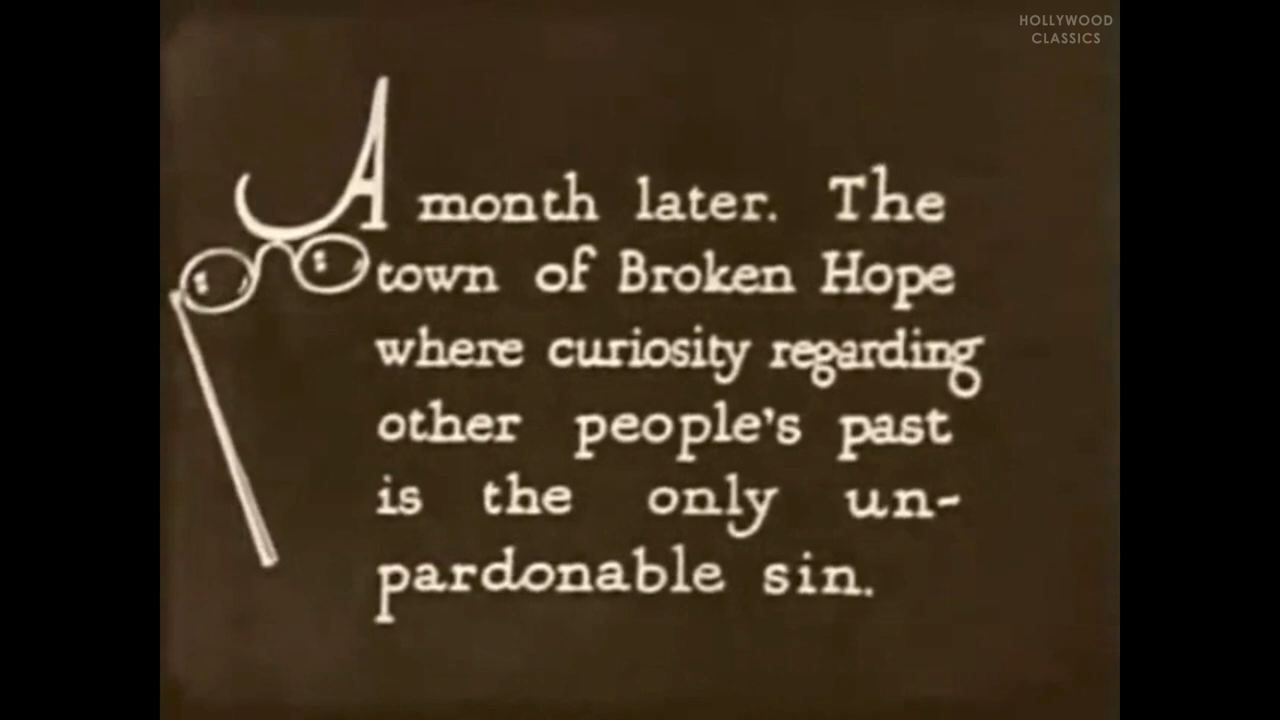 HOLLYWOOD
CLASSICS
A month later. The
town of Broken Hope
where curiosity regarding
other people's past
is the only un-
pardonable sin.